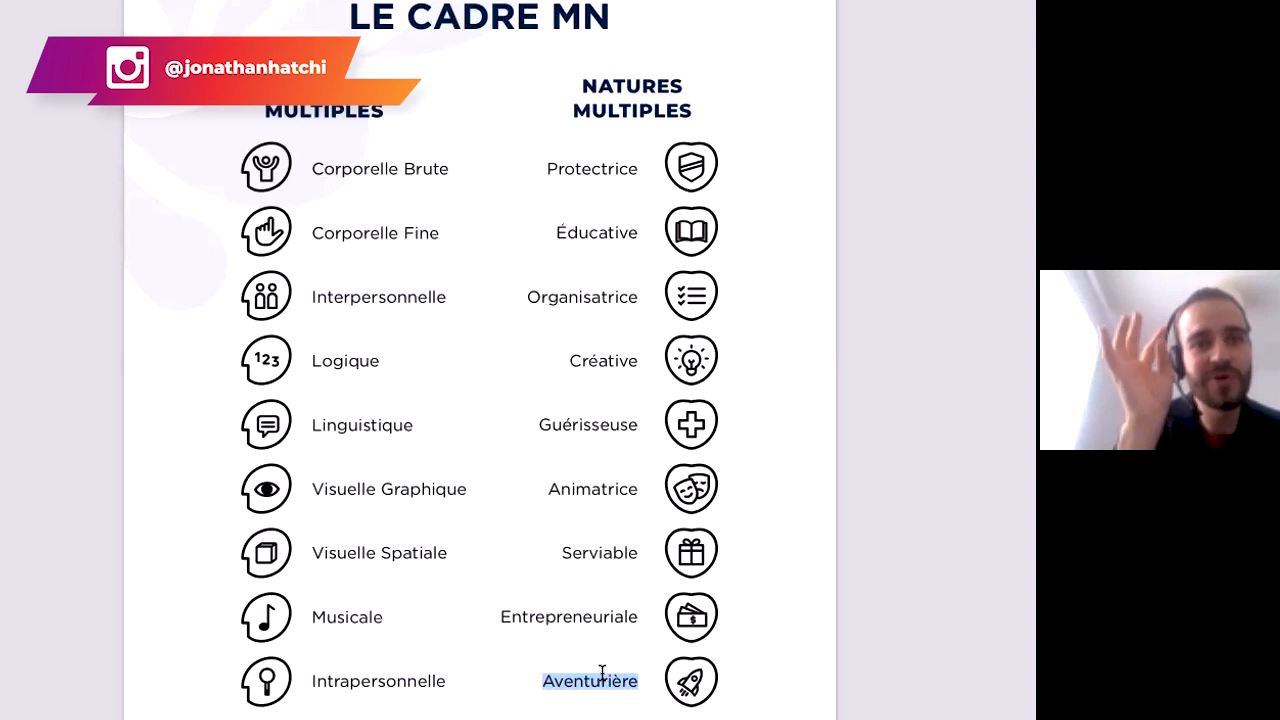 LE CADRE MN
@jonathanhatchi
MULTIPLES
NATURES
MULTIPLES
Corporelle Brute
Protectrice
Corporelle Fine
Éducative
Interpersonnelle
Organisatrice
123
Logique
Créative
Linguistique
Guérisseuse
Visuelle Graphique
Animatrice
Visuelle Spatiale
Serviable
Musicale
Entrepreneuriale
$
Intrapersonnelle
Aventurière